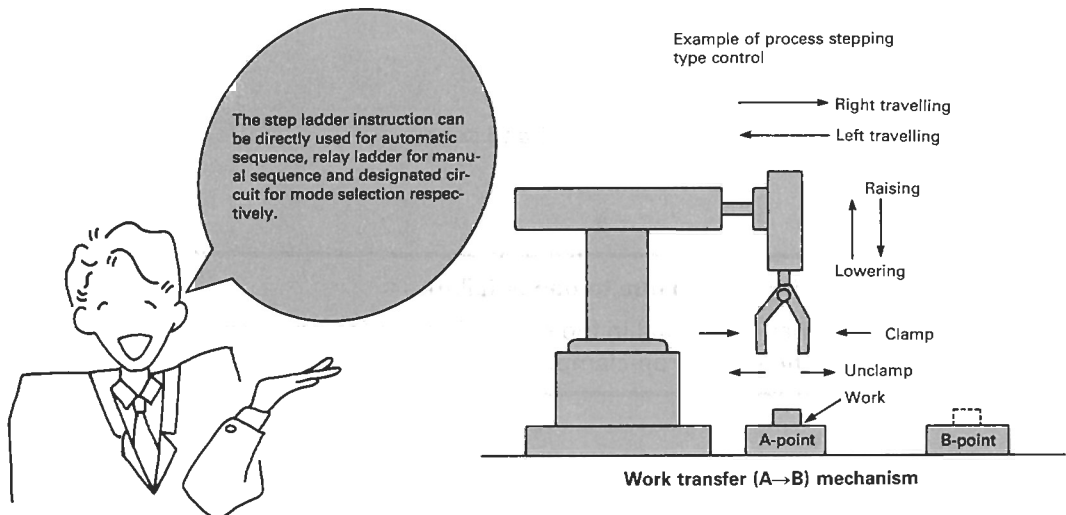 The step ladder instruction can
be directly used for automatic
sequence, relay ladder for manu-
al sequence and designated cir-
cuit for mode selection respec-
tively.
Example of process stepping
type control
Right travelling
Left travelling
Raising
Lowering
Clamp
Unclamp
Work
A-point
B-point
Work transfer (A→B) mechanism